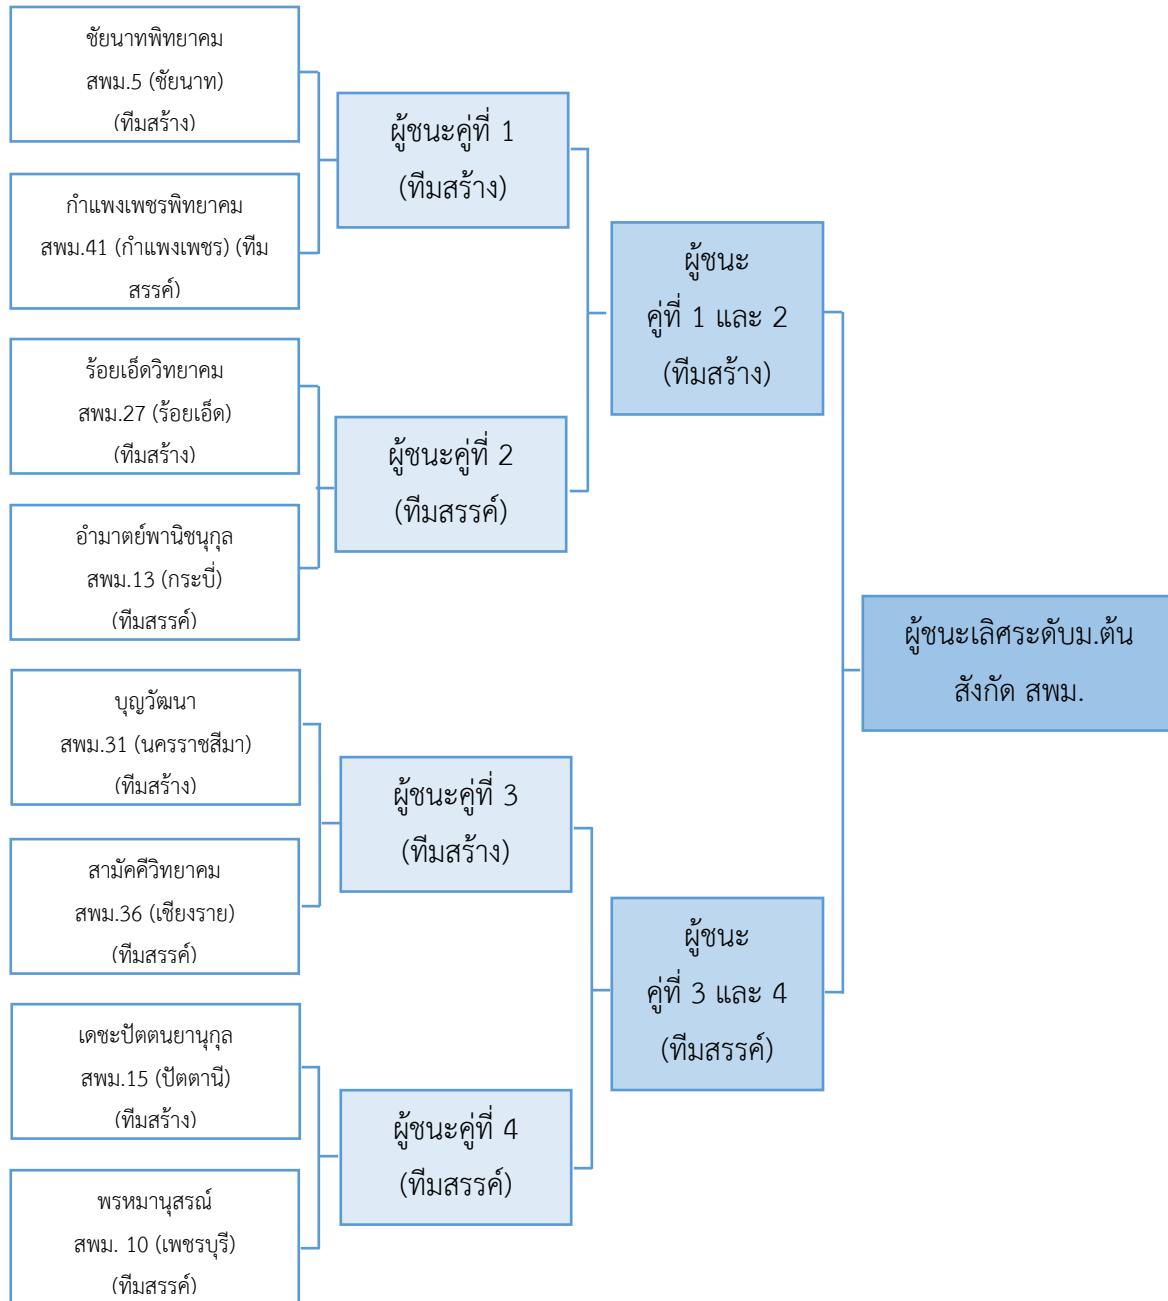 ชัยนาทพิทยาคม
สพม.5 (ชัยนาท)
(ทีมสร้าง)
กำแพงเพชรพิทยาคม
สพม.41 (กำแพงเพชร) (ทีม
สรรค์)
ร้อยเอ็ดวิทยาคม
สพม.27 (ร้อยเอ็ด)
(ทีมสร้าง)
อำมาตย์พานิชนุกุล
สพม.13 (กระบี่)
(ทีมสรรค์)
บุญวัฒนา
สพม.31 (นครราชสีมา)
(ทีมสร้าง)
สามัคคีวิทยาคม
สพม.36 (เชียงราย)
(ทีมสรรค์)
เดชะปัตตนยานุกูล
สพม.15 (ปัตตานี)
(ทีมสร้าง)
พรหมานุสรณ์
สพม. 10 (เพชรบุรี)
(ทีมสรรค์)
ผู้ชนะคู่ที่ 1
(ทีมสร้าง)
ผู้ชนะคู่ที่ 2
(ทีมสรรค์)
ผู้ชนะคู่ที่ 3
(ทีมสร้าง)
ผู้ชนะคู่ที่ 4
(ทีมสรรค์)
ผู้ชนะ
คู่ที่ 1 และ 2
(ทีมสร้าง)
ผู้ชนะ
คู่ที่ 3 และ 4
(ทีมสรรค์)
ผู้ชนะเลิศระดับม.ต้น
สังกัด สพม.